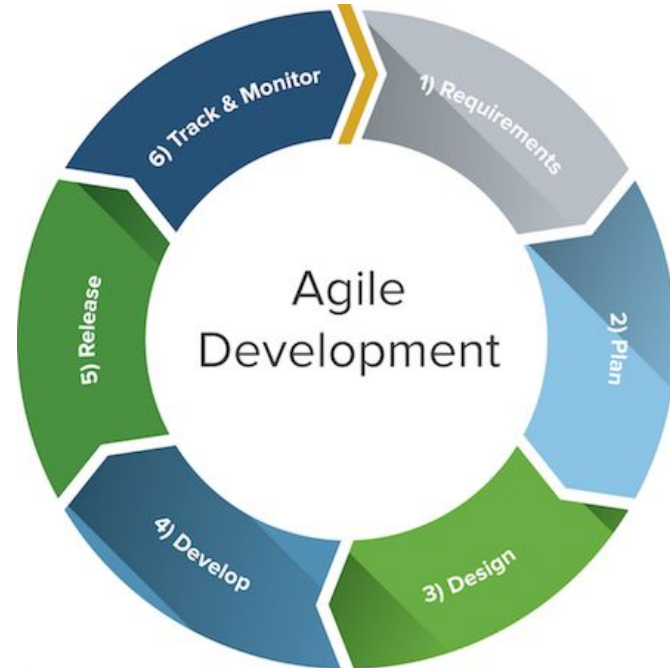 Agile
Development
1) Requirements
2) Plan
3) Design
4) Develop
5) Release
6) Track & Monitor